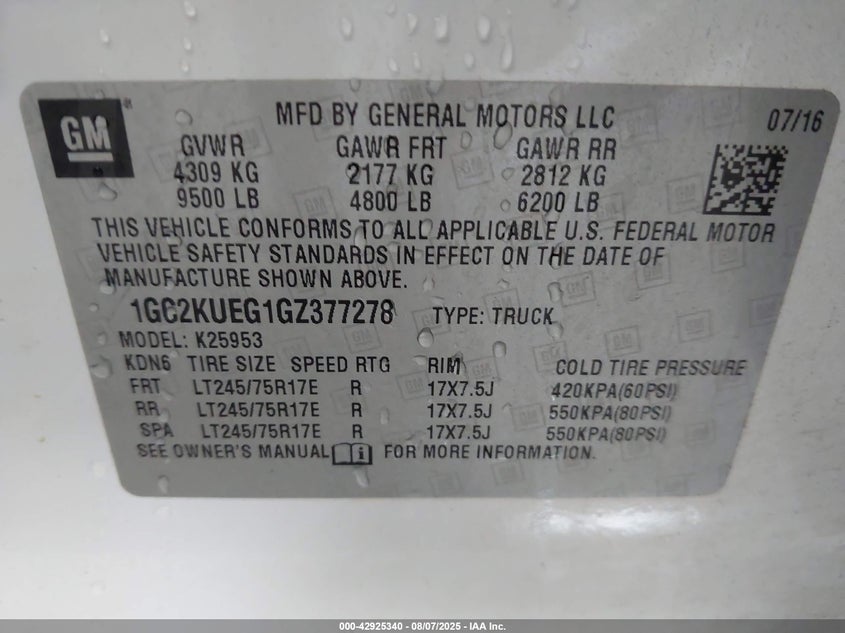 GM
MFD BY GENERAL MOTORS LLC
07/16
GVWR GAWR FRT GAWR RR
4309 KG 2177 KG 2812 KG
9500 LB 4800 LB 6200 LB
THIS VEHICLE CONFORMS TO ALL APPLICABLE U.S. FEDERAL MOTOR
VEHICLE SAFETY STANDARDS IN EFFECT ON THE DATE OF
MANUFACTURE SHOWN ABOVE.
1GC2KUEG1GZ377278 TYPE: TRUCK
MODEL: K25953
KDN6 TIRE SIZE SPEED RTG RIM COLD TIRE PRESSURE
FRT LT245/75R17E R 17X7.5J 420KPA(60PSI)
RR LT245/75R17E R 17X7.5J 550KPA(80PSI)
SPA LT245/75R17E R 17X7.5J 550KPA(80PSI)
SEE OWNER'S MANUAL i FOR MORE INFORMATION.
000-42925340 - 08/07/2025 - IAA Inc.